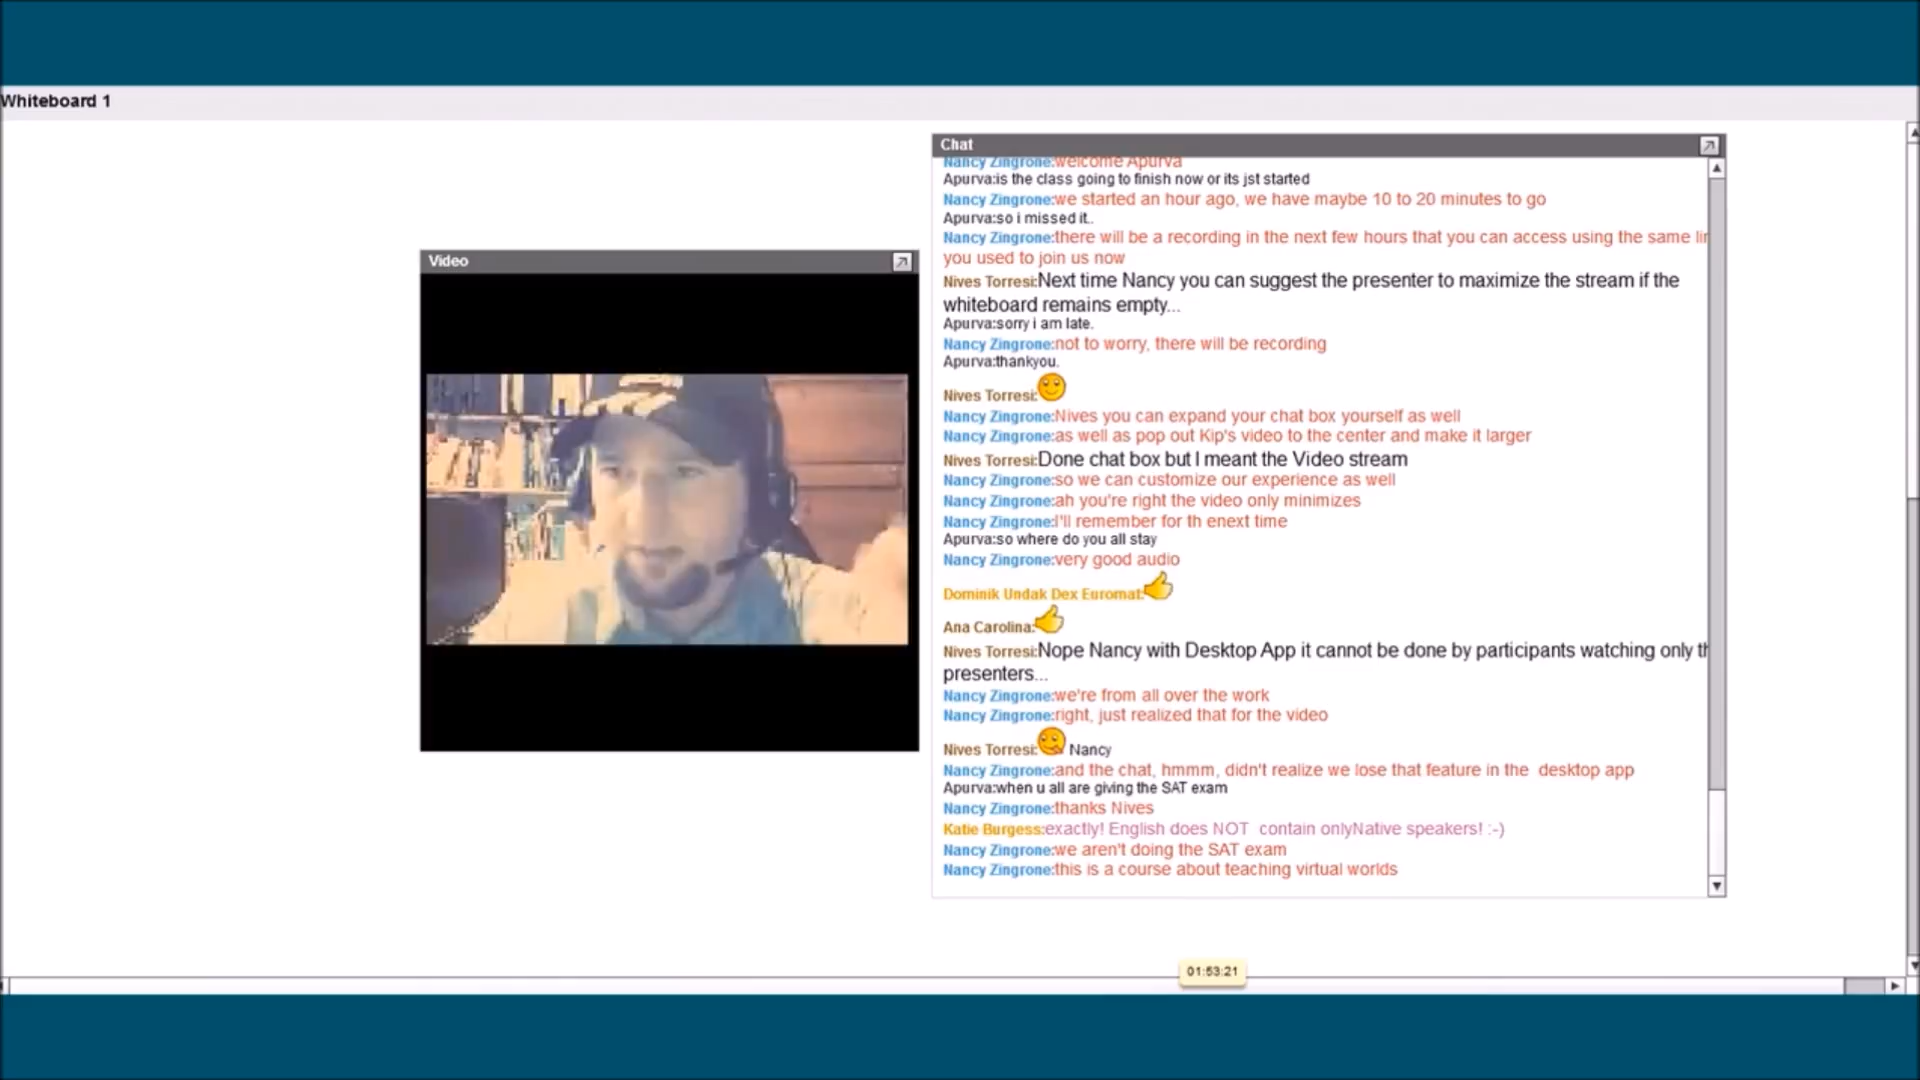 Whiteboard 1
Chat
Nancy Zingrone:welcome Apurva
Apurva:is the class going to finish now or its jst started
Nancy Zingrone:we started an hour ago, we have maybe 10 to 20 minutes to go
Apurva:so i missed it..
Nancy Zingrone:there will be a recording in the next few hours that you can access using the same
you used to join us now
Video
Nives Torresi:Next time Nancy you can suggest the presenter to maximize the stream if the
whiteboard remains empty...
Apurva:sorry i am late.
Nancy Zingrone:not to worry, there will be recording
Apurva:thankyou.
Nives Torresi:
Nancy Zingrone:Nives you can expand your chat box yourself as well
Nancy Zingrone:as well as pop out Kip's video to the center and make it larger
Nives Torresi:Done chat box but I meant the Video stream
Nancy Zingrone:so we can customize our experience as well
Nancy Zingrone:ah you're right the video only minimizes
Nancy Zingrone:I'll remember for th enext time
Apurva:so where do you all stay
Nancy Zingrone:very good audio
Dominik Undak Dex Euromat:
Ana Carolina:
Nives Torresi:Nope Nancy with Desktop App it cannot be done by participants watching only
presenters...
Nancy Zingrone:we're from all over the work
Nancy Zingrone:right, just realized that for the video
Nives Torresi: Nancy
Nancy Zingrone:and the chat, hmmm, didn't realize we lose that feature in the desktop app
Apurva:when u all are giving the SAT exam
Nancy Zingrone:thanks Nives
Katie Burgess:exactly! English does NOT contain onlyNative speakers! :-)
Nancy Zingrone:we aren't doing the SAT exam
Nancy Zingrone:this is a course about teaching virtual worlds
01:53:21